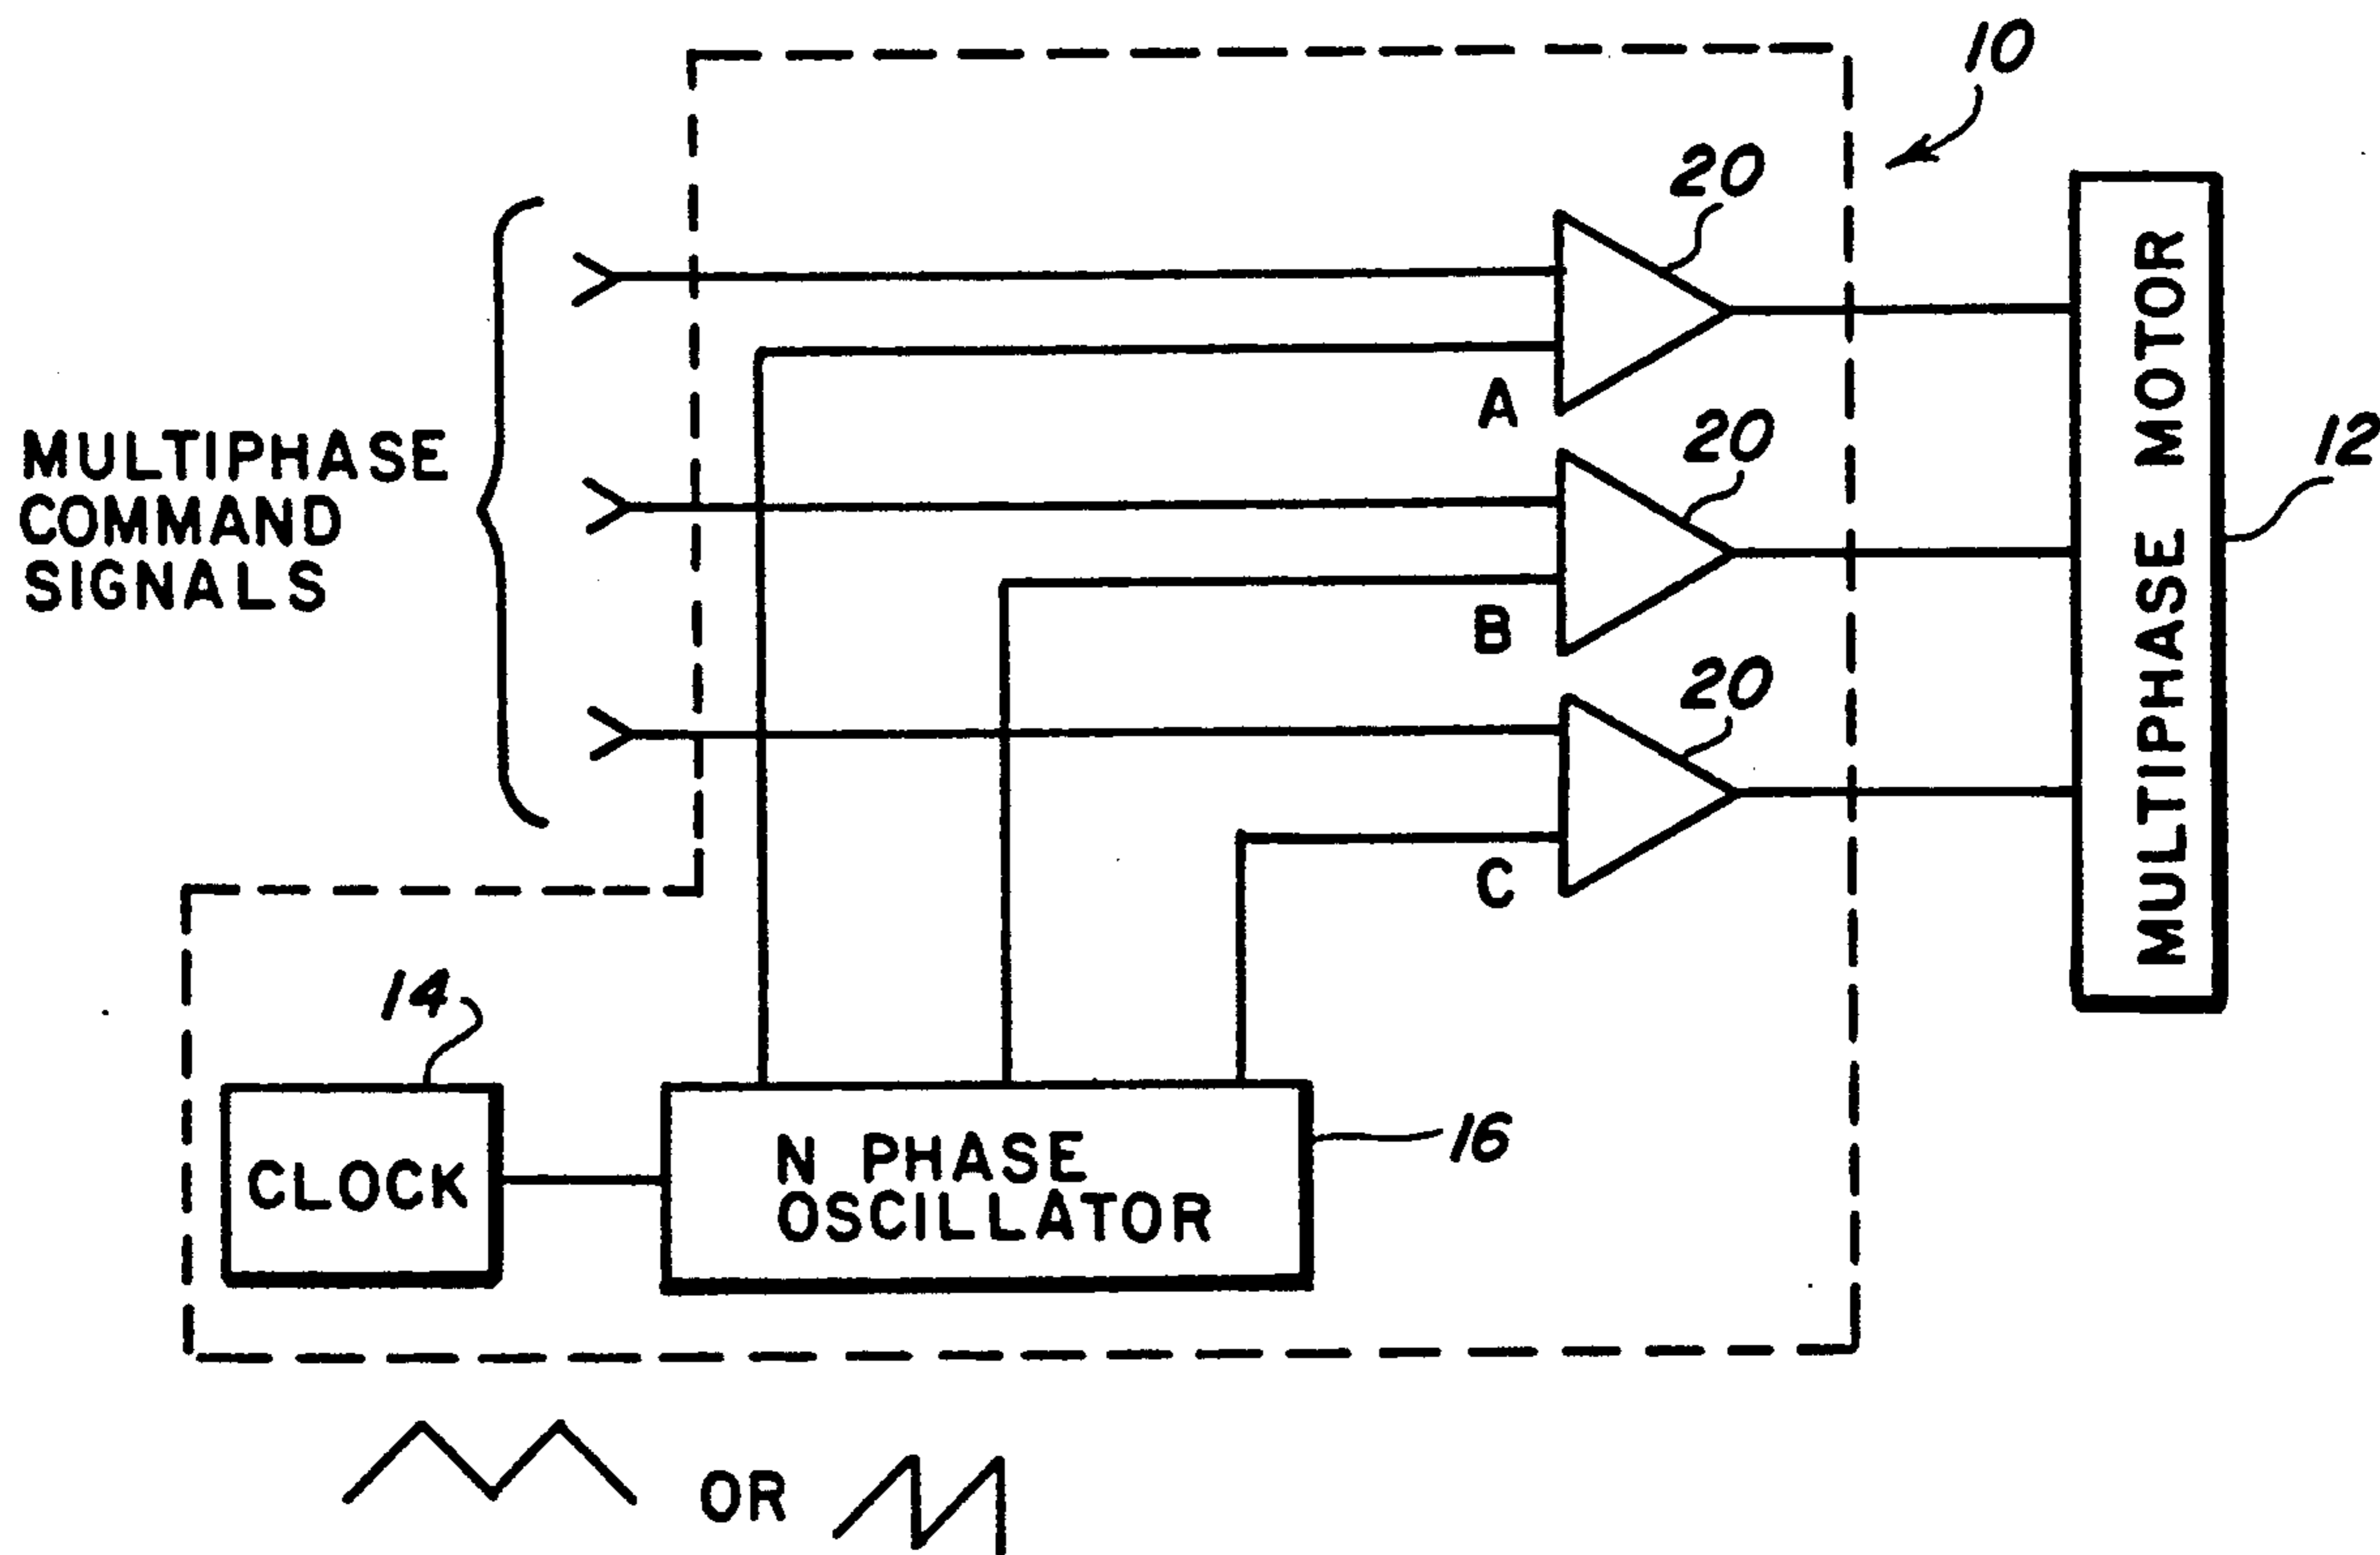 10
20
MULTIPHASE
COMMAND
SIGNALS
A
20
MULTIPHASE MOTOR
12
B
20
C
14
CLOCK
N PHASE
OSCILLATOR
16
OR